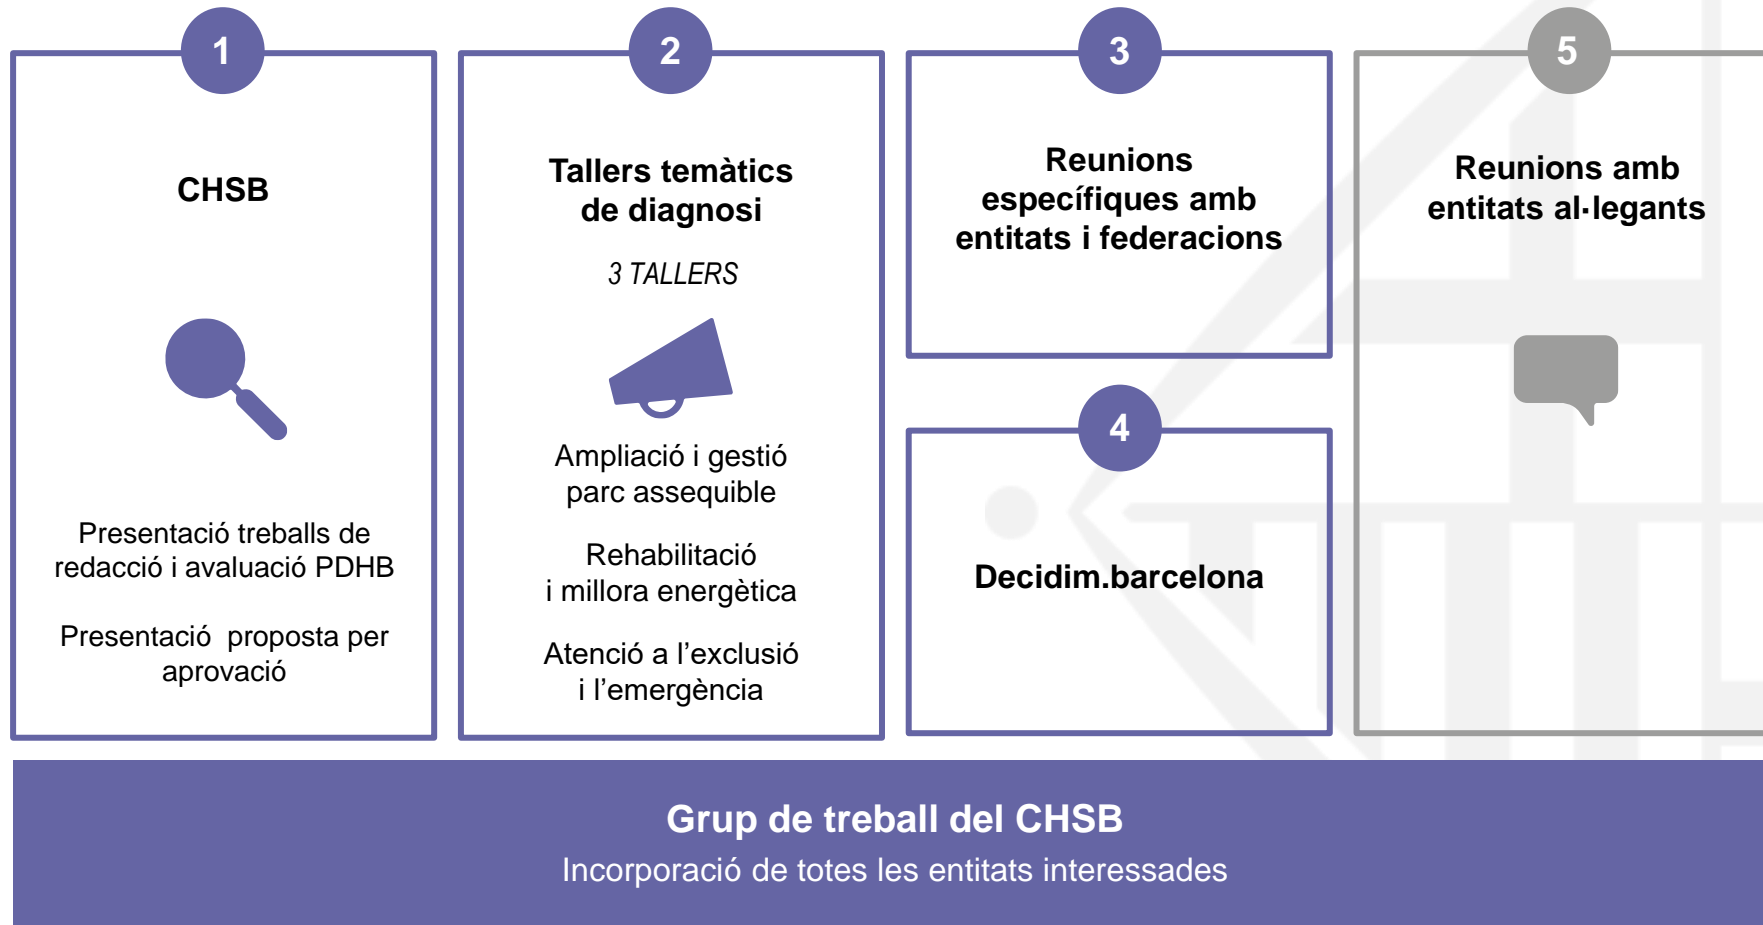 1
CHSB
Presentació treballs de
redacció i avaluació PDHB
Presentació proposta per
aprovació
2
Tallers temàtics
de diagnosi
3 TALLERS
Ampliació i gestió
parc assequible
Rehabilitació
i millora energètica
Atenció a l’exclusió
i l’emergència
3
Reunions
específiques amb
entitats i federacions
4
Decidim.barcelona
5
Reunions amb
entitats al·legants
Grup de treball del CHSB
Incorporació de totes les entitats interessades